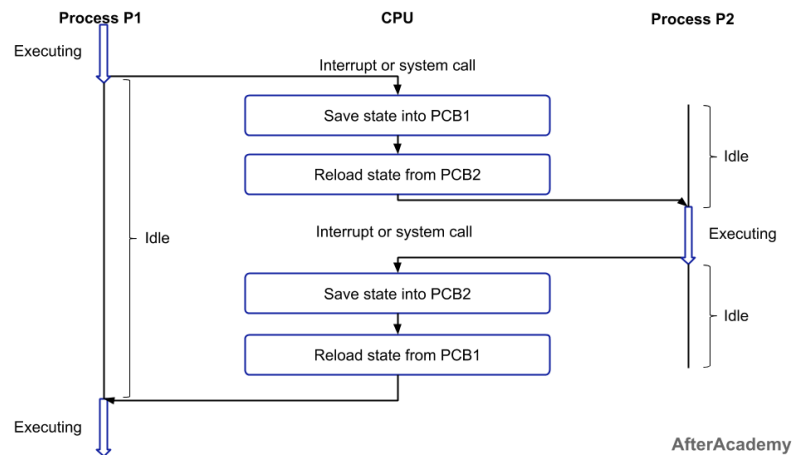 Process P1
CPU
Process P2
Executing
Interrupt or system call
Save state into PCB1
Idle
Reload state from PCB2
Idle
Interrupt or system call
Executing
Save state into PCB2
Idle
Reload state from PCB1
Executing
AfterAcademy